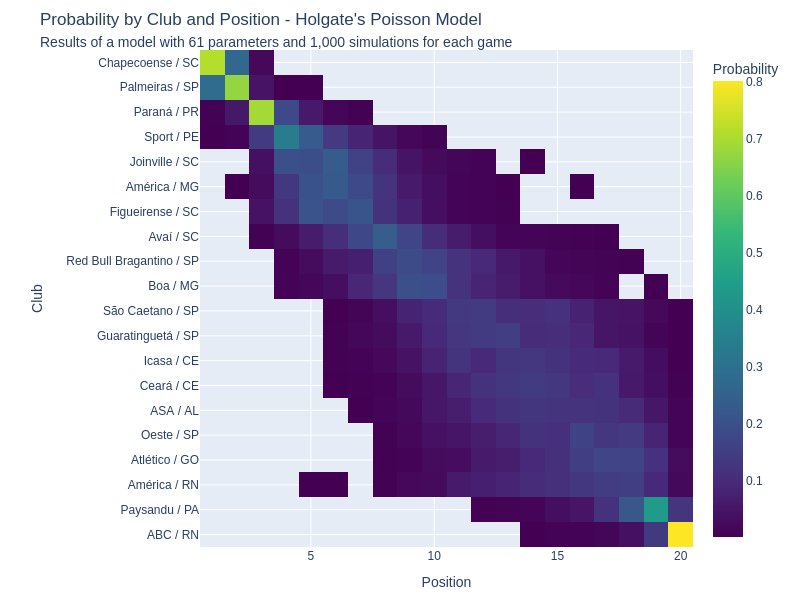 Probability by Club and Position - Holgate's Poisson Model
Results of a model with 61 parameters and 1,000 simulations for each game
Probability
Chapecoense / SC
Palmeiras / SP
Paraná / PR
Sport / PE
Joinville / SC
América / MG
Figueirense / SC
Avaí / SC
Red Bull Bragantino / SP
Boa / MG
São Caetano / SP
Guaratinguetá / SP
Icasa / CE
Ceará / CE
ASA / AL
Oeste / SP
Atlético / GO
América / RN
Paysandu / PA
ABC / RN
Club
5
10
15
20
Position
0.8
0.7
0.6
0.5
0.4
0.3
0.2
0.1